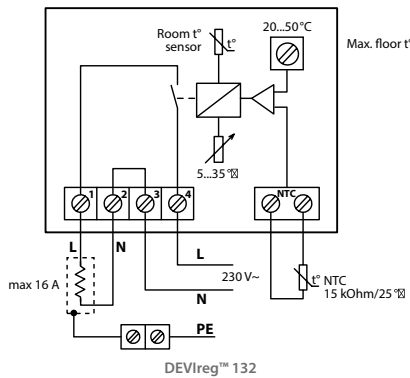 Room t°
sensor
t°
20...50°C
Max. floor t°
5...35°
1
2
3
4
NTC
L
N
L
230 V~
N
max 16 A
t° NTC
15 kOhm/25°
PE
DEVIreg™ 132